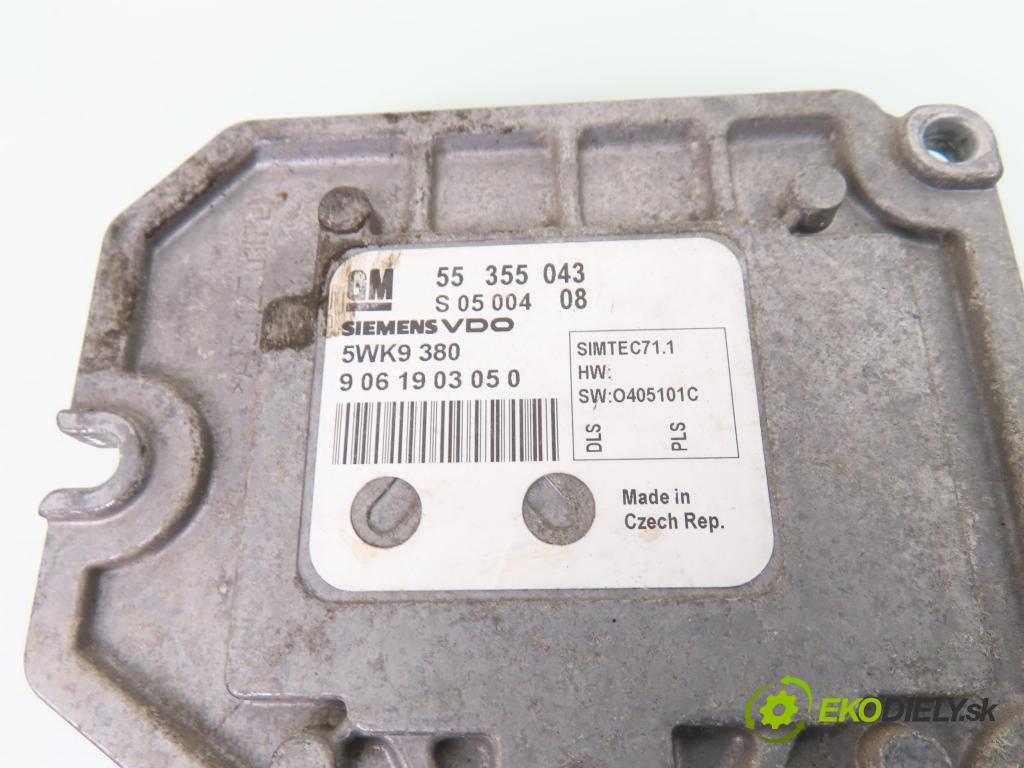 GM 55 355 043
S 05 004 08
SIEMENS VDO
5WK9 380
9 06 19 03 05 0
SIMTEC71.1
HW:
SW:O405101C
DLS PLS
Made in
Czech Rep.
EKODIELY.sk